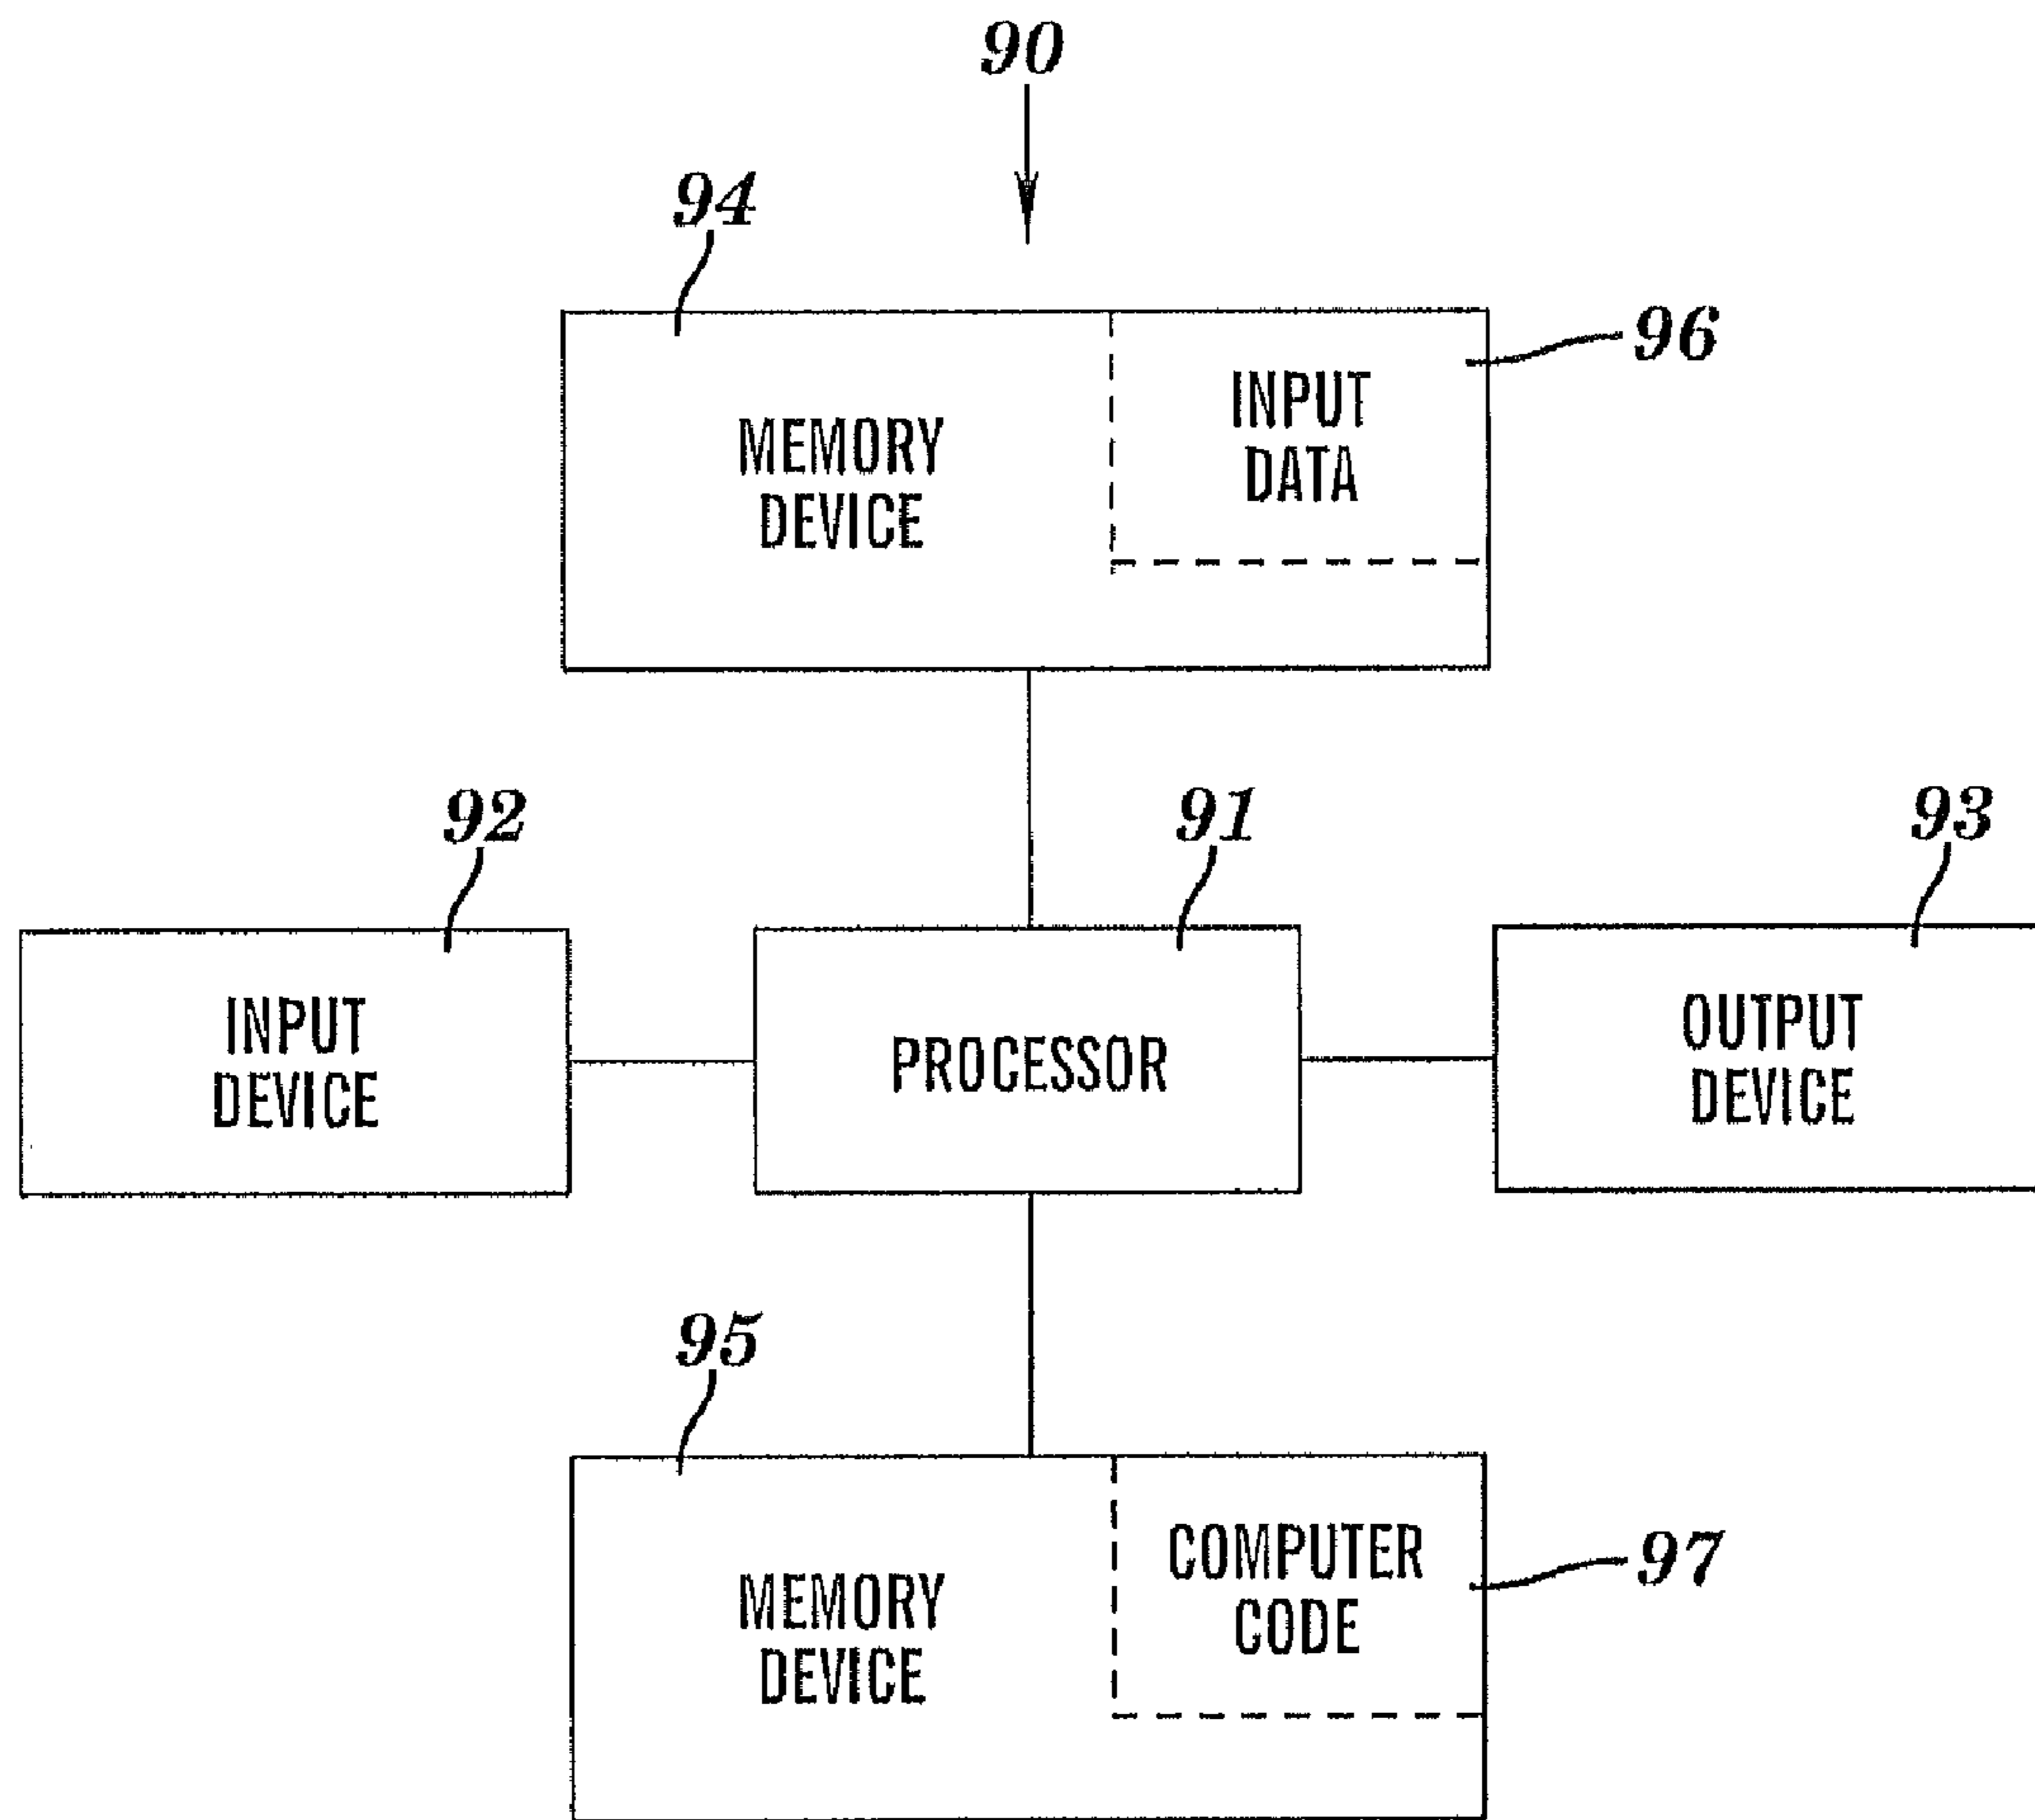 90
94
96
MEMORY
DEVICE
INPUT
DATA
92
91
93
INPUT
DEVICE
PROCESSOR
OUTPUT
DEVICE
95
97
MEMORY
DEVICE
COMPUTER
CODE